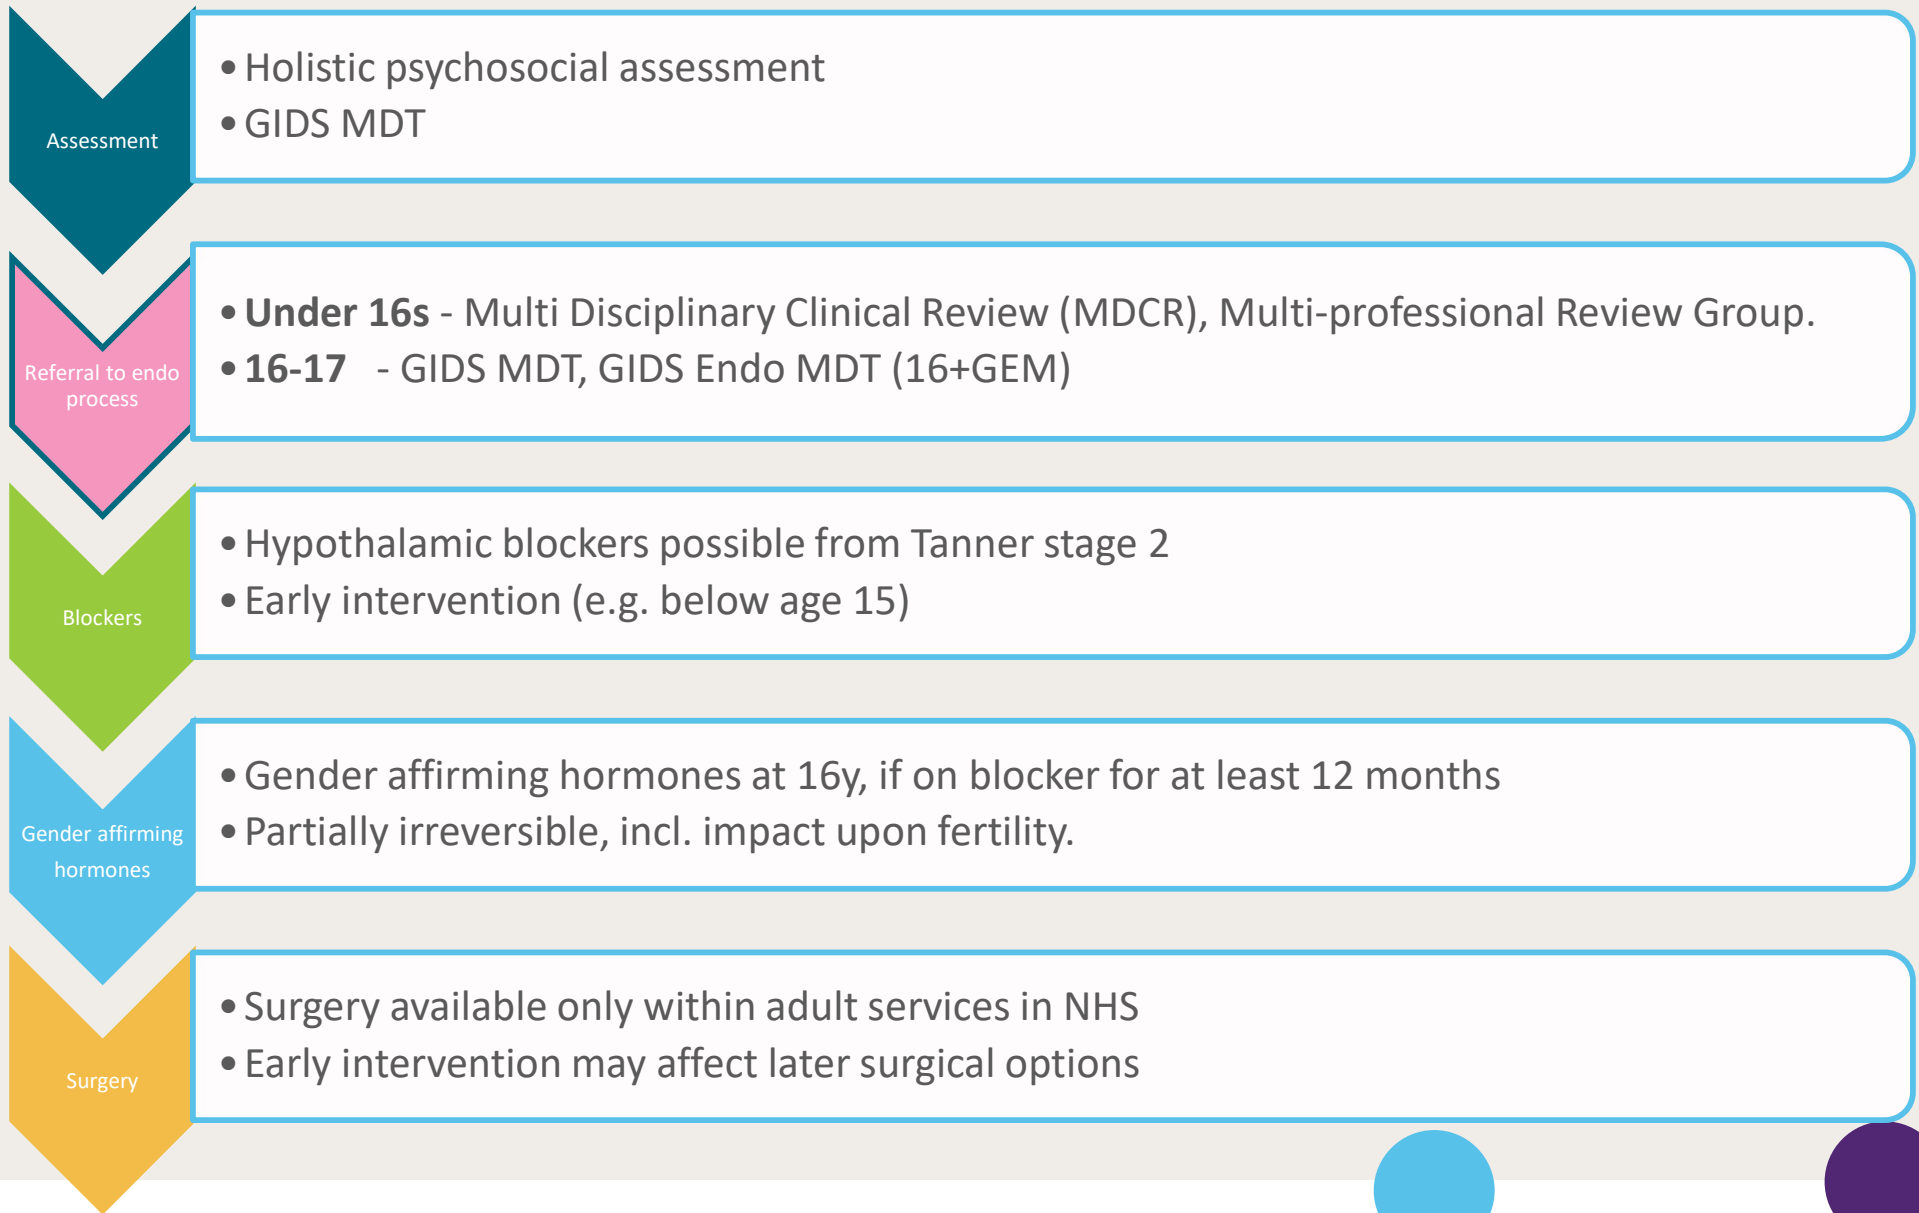 Assessment
• Holistic psychosocial assessment
• GIDS MDT
Referral to endo
process
• Under 16s - Multi Disciplinary Clinical Review (MDCR), Multi-professional Review Group.
• 16-17 - GIDS MDT, GIDS Endo MDT (16+GEM)
Blockers
• Hypothalamic blockers possible from Tanner stage 2
• Early intervention (e.g. below age 15)
Gender affirming
hormones
• Gender affirming hormones at 16y, if on blocker for at least 12 months
• Partially irreversible, incl. impact upon fertility.
Surgery
• Surgery available only within adult services in NHS
• Early intervention may affect later surgical options